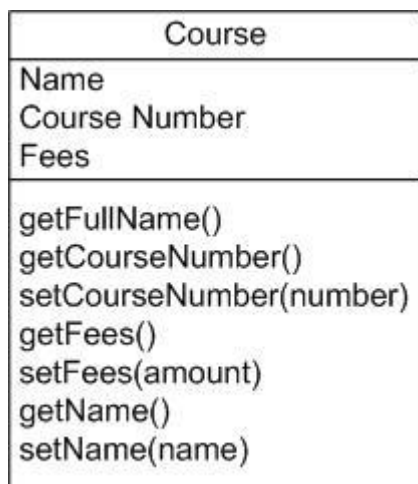 Course
Name
Course Number
Fees
getFullName()
getCourseNumber()
setCourseNumber(number)
getFees()
setFees(amount)
getName()
setName(name)